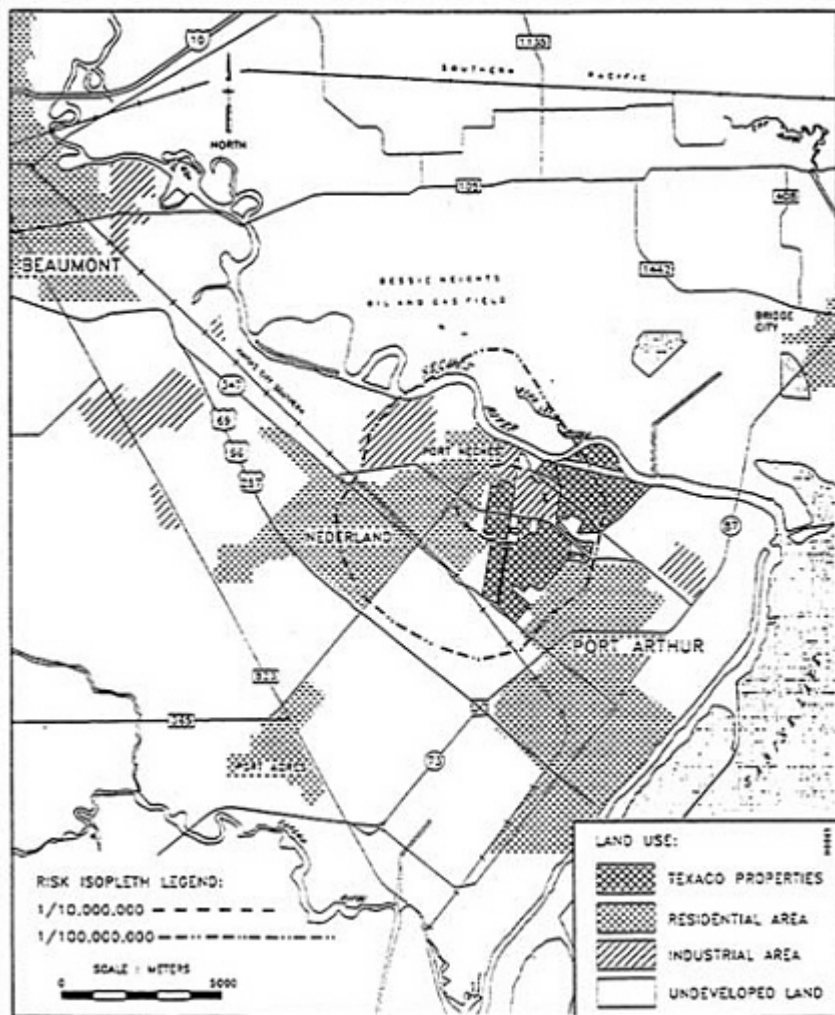 10
1135
SOUTHERN PACIFIC
NORTH
105
408
BEAUMONT
1442
BESSIE HEIGHTS
OIL AND GAS FIELD
BRIDGE
CITY
NECHES
RIVER
347
KANSAS CITY SOUTHERN
69
96
287
PORT NECHES
87
NEDERLAND
PORT ARTHUR
823
365
PORT ACRES
73
RISK ISOPLETH LEGEND:
1/10,000,000
1/100,000,000
SCALE : METERS
0 5000
LAND USE:
TEXACO PROPERTIES
RESIDENTIAL AREA
INDUSTRIAL AREA
UNDEVELOPED LAND